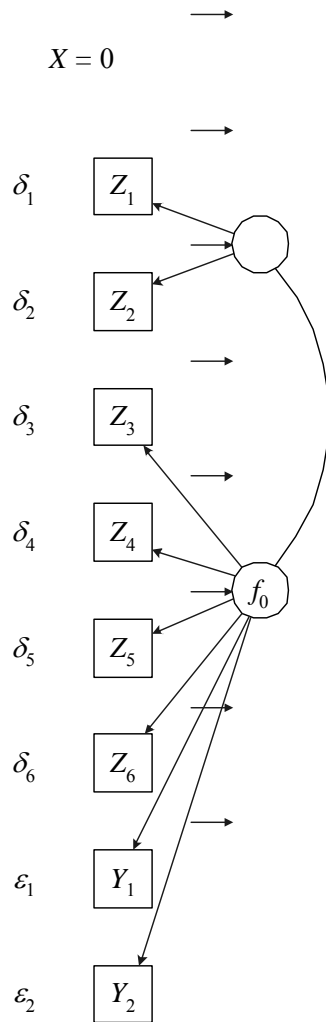 X = 0
δ₁ Z₁
δ₂ Z₂
δ₃ Z₃
δ₄ Z₄
f₀
δ₅ Z₅
δ₆ Z₆
ε₁ Y₁
ε₂ Y₂